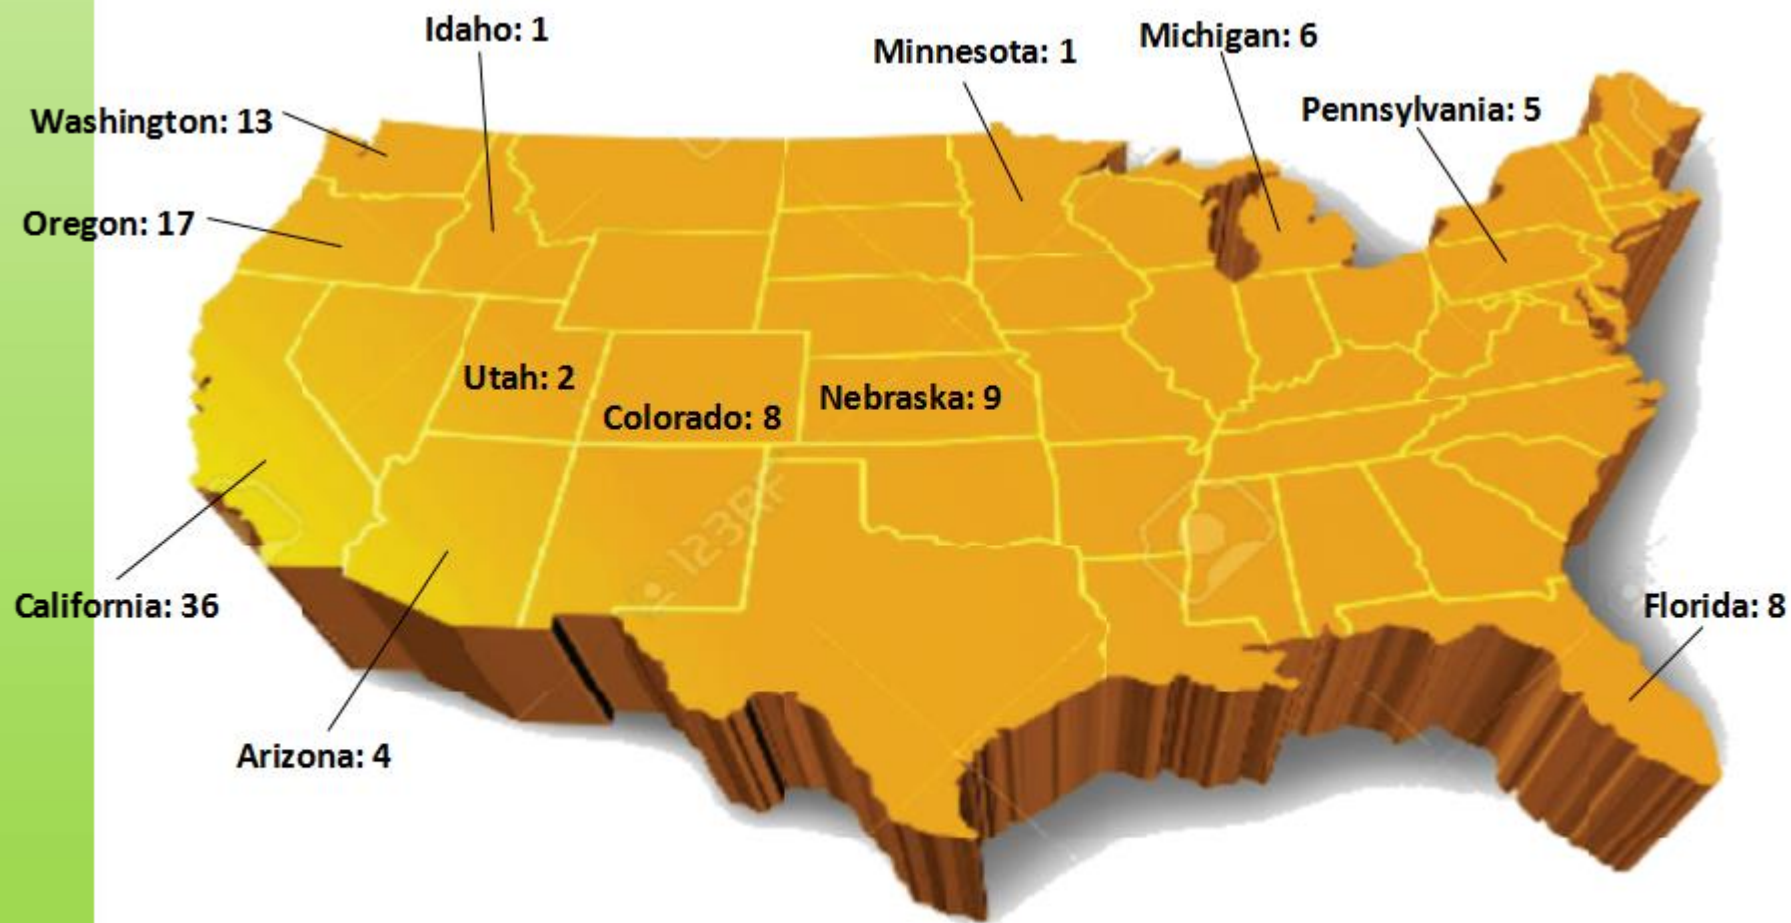 Idaho: 1
Minnesota: 1
Michigan: 6
Washington: 13
Pennsylvania: 5
Oregon: 17
Utah: 2
Colorado: 8
Nebraska: 9
California: 36
Florida: 8
Arizona: 4
123RF